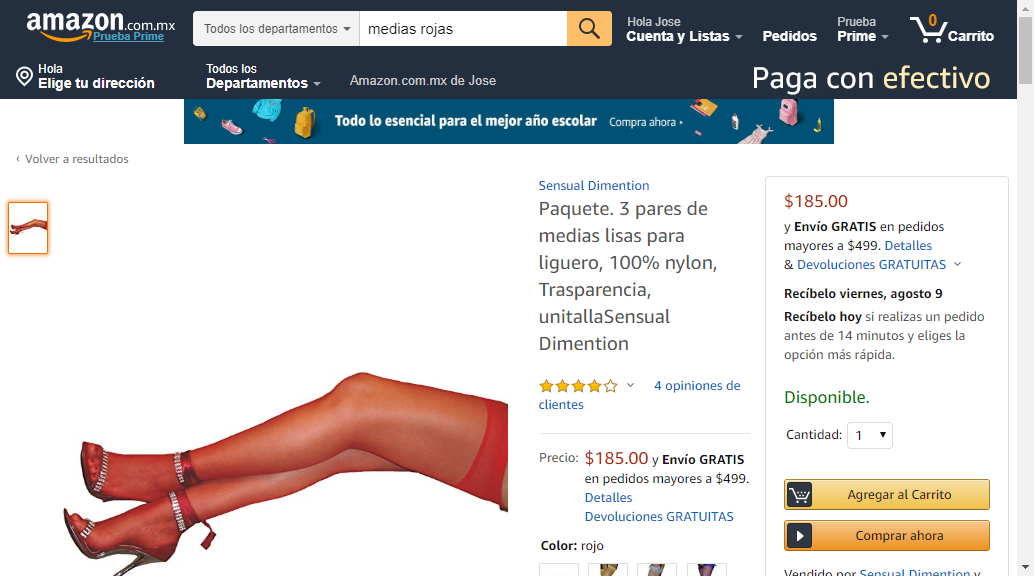 amazon.com.mx
Prueba Prime
Todos los departamentos
medias rojas
Hola Jose
Cuenta y Listas
Pedidos
Prueba
Prime
0
Carrito
Hola
Elige tu dirección
Todos los
Departamentos
Amazon.com.mx de Jose
Paga con efectivo
Todo lo esencial para el mejor año escolar
Compra ahora ›
‹ Volver a resultados
Sensual Dimention
Paquete. 3 pares de
medias lisas para
liguero, 100% nylon,
Trasparencia,
unitallaSensual
Dimention
4 opiniones de
clientes
Precio: $185.00 y Envío GRATIS
en pedidos mayores a $499.
Detalles
Devoluciones GRATUITAS
Color: rojo
$185.00
y Envío GRATIS en pedidos
mayores a $499. Detalles
& Devoluciones GRATUITAS
Recíbelo viernes, agosto 9
Recíbelo hoy si realizas un pedido
antes de 14 minutos y eliges la
opción más rápida.
Disponible.
Cantidad: 1
Agregar al Carrito
Comprar ahora
Vendido por Sensual Dimention y